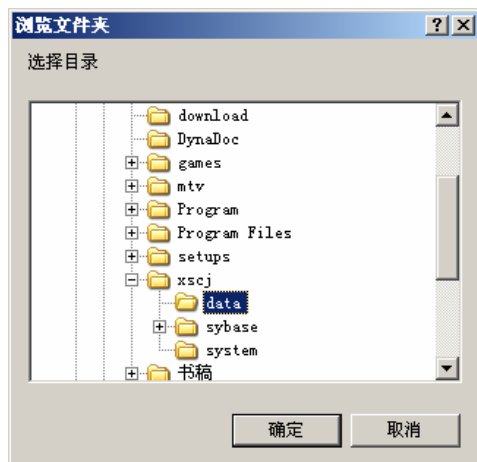 浏览文件夹
选择目录
download
DynaDoc
games
mtv
Program
Program Files
setups
xscj
data
sybase
system
书稿
确定 取消